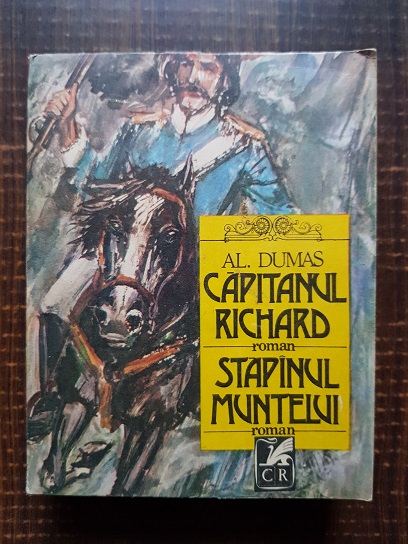 AL. DUMAS
CĂPITANUL
RICHARD
roman
STĂPÎNUL
MUNTELUI
roman
CR